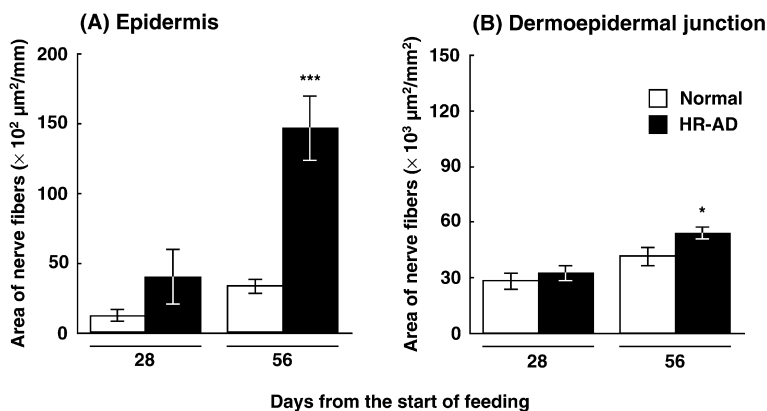 (A) Epidermis
Area of nerve fibers (× 10² µm²/mm)
200
150
100
50
0
***
28
56
(B) Dermoepidermal junction
Area of nerve fibers (× 10³ µm²/mm²)
150
120
90
60
30
0
Normal
HR-AD
*
28
56
Days from the start of feeding